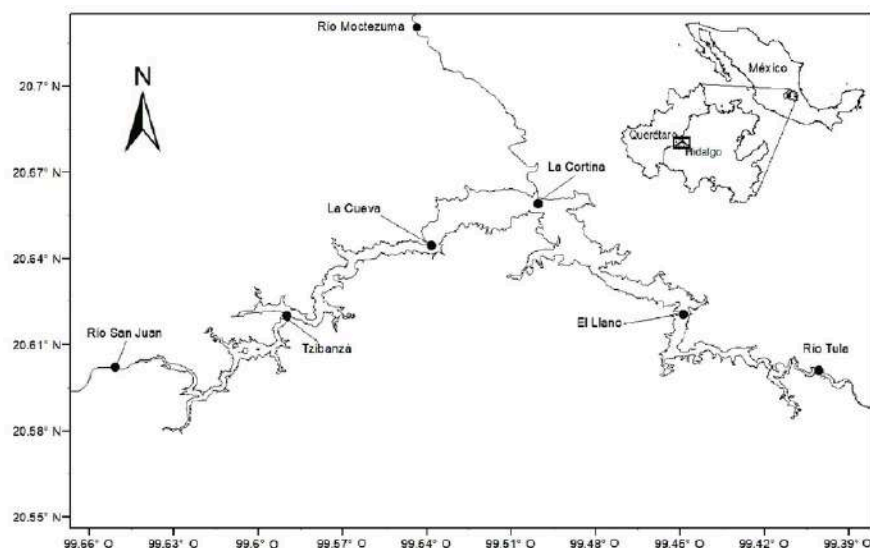 Río Moctezuma
N
México
20.7° N
Querétaro
Hidalgo
20.67° N
La Cortina
La Cueva
20.64° N
El Llano
20.61° N
Río San Juan
Tzibanzá
Río Tula
20.58° N
20.55° N
99.66° O 99.63° O 99.6° O 99.57° O 99.64° O 99.51° O 99.48° O 99.46° O 99.42° O 99.39° O